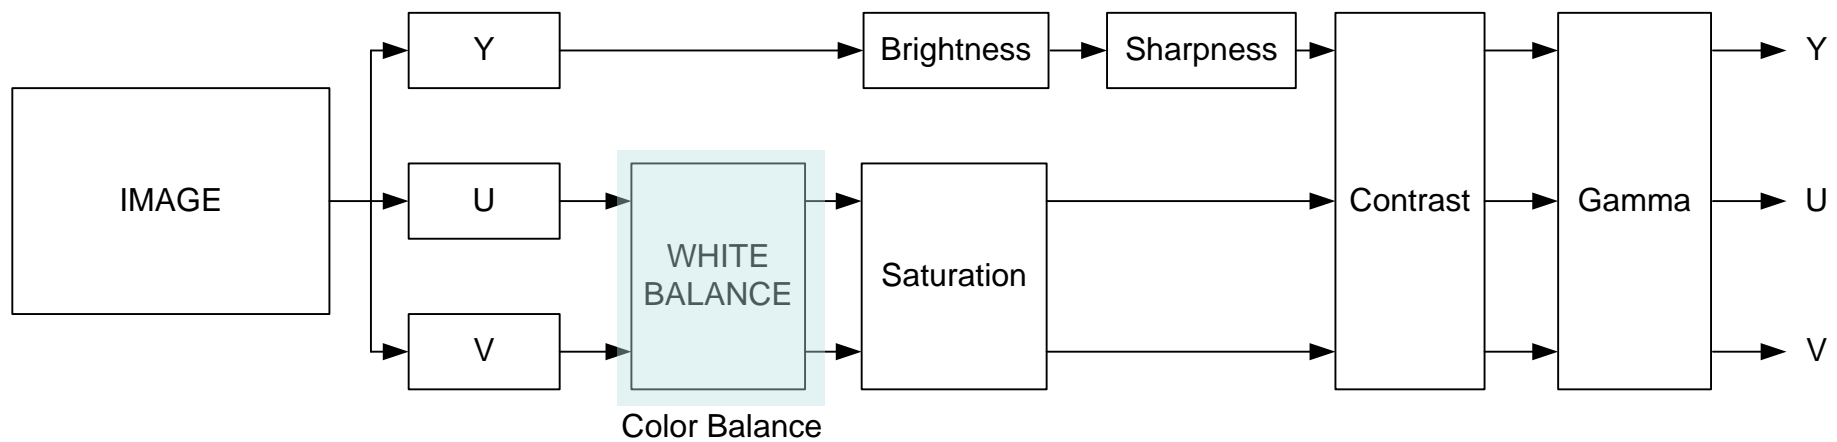 Y
Brightness
Sharpness
Y
IMAGE
U
WHITE
BALANCE
Saturation
Contrast
Gamma
U
V
V
Color Balance